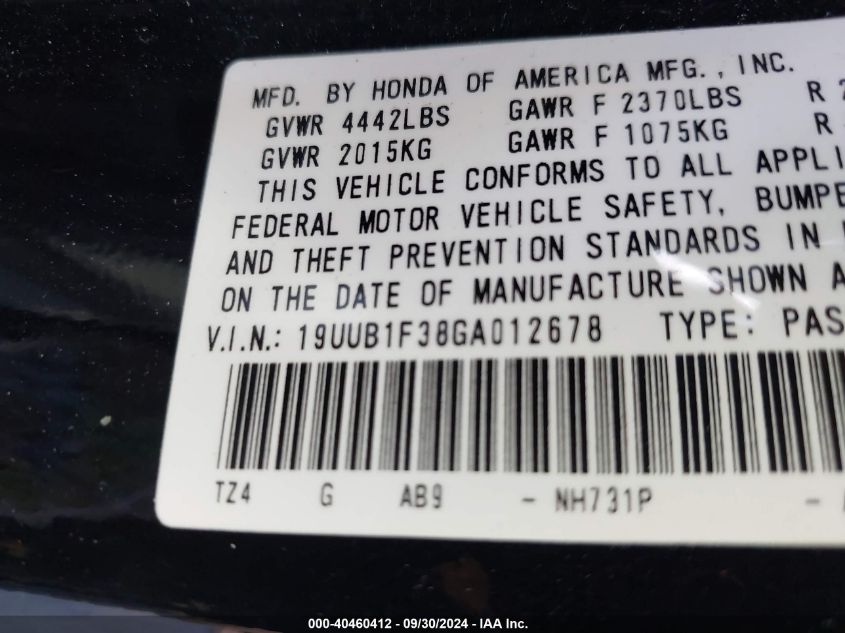 MFD. BY HONDA OF AMERICA MFG., INC.
GVWR 4442LBS GAWR F 2370LBS R
GVWR 2015KG GAWR F 1075KG R
THIS VEHICLE CONFORMS TO ALL
FEDERAL MOTOR VEHICLE SAFETY,
AND THEFT PREVENTION STANDARDS IN
ON THE DATE OF MANUFACTURE SHOWN
V.I.N.: 19UUB1F38GA012678 TYPE: PAS
TZ4 G AB9 - NH731P -
000-40460412 - 09/30/2024 - IAA Inc.